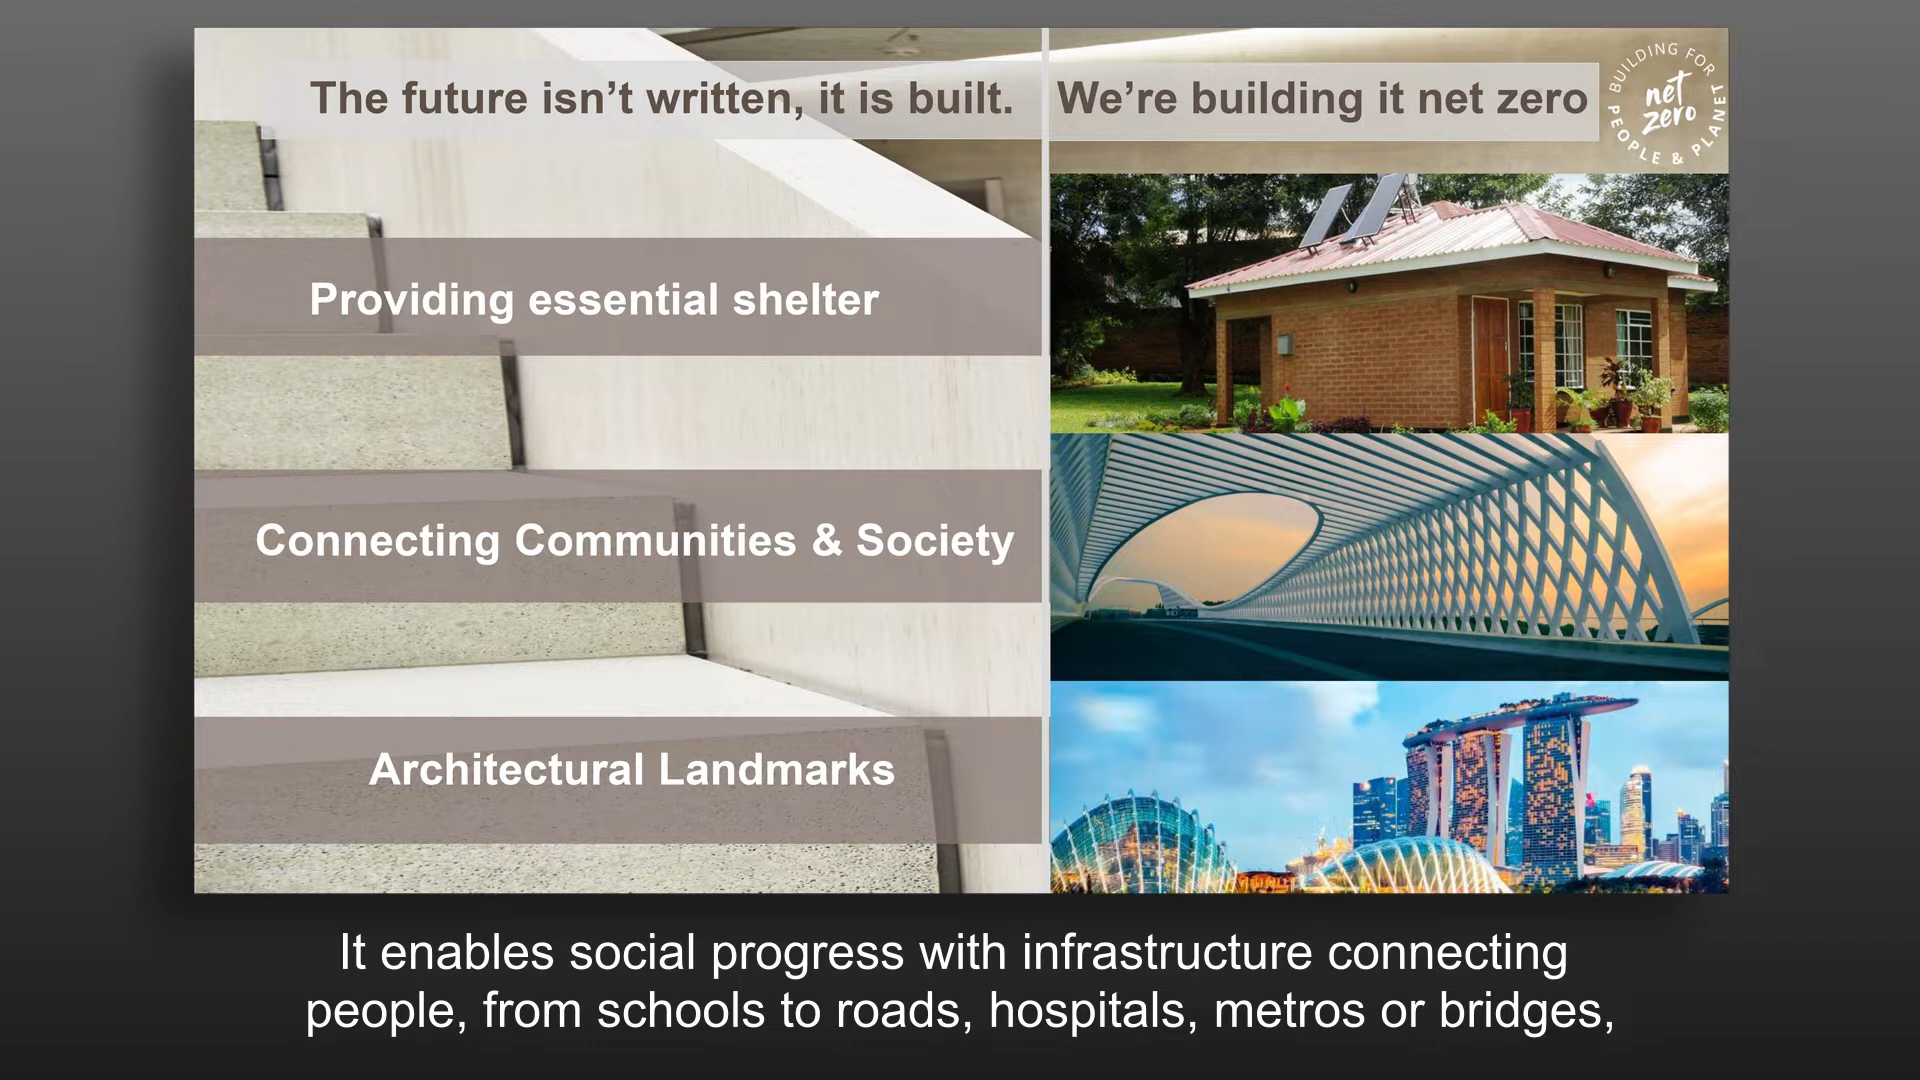 The future isn’t written, it is built. We’re building it net zero
BUILDING FOR PEOPLE & PLANET
net
zero
Providing essential shelter
Connecting Communities & Society
Architectural Landmarks
It enables social progress with infrastructure connecting
people, from schools to roads, hospitals, metros or bridges,